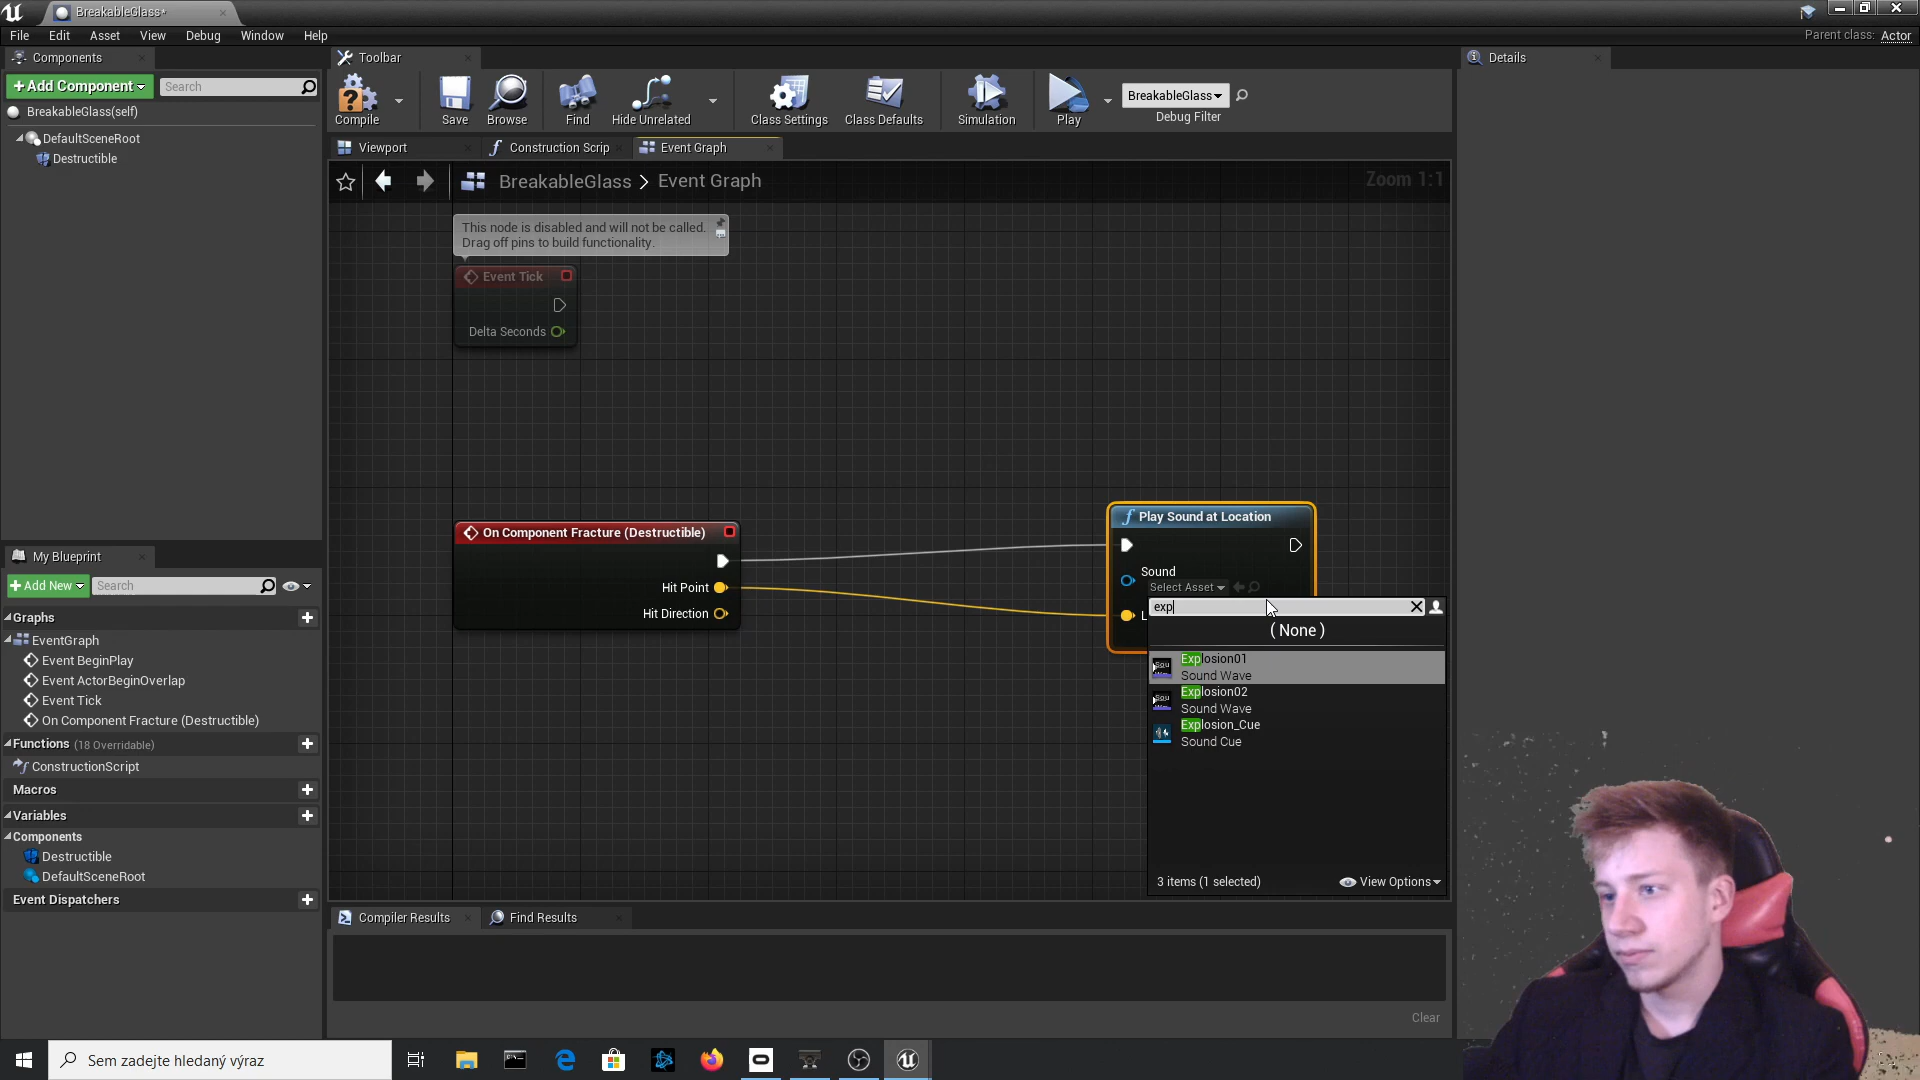 BreakableGlass*
File Edit Asset View Debug Window Help
Parent class: Actor
Components
Toolbar
Details
+Add Component
Search
Compile
Save
Browse
Find
Hide Unrelated
Class Settings
Class Defaults
Simulation
Play
BreakableGlass
Debug Filter
BreakableGlass(self)
DefaultSceneRoot
Destructible
Viewport
Construction Scrip
Event Graph
BreakableGlass > Event Graph
Zoom 1:1
This node is disabled and will not be called.
Drag off pins to build functionality.
Event Tick
Delta Seconds
On Component Fracture (Destructible)
Hit Point
Hit Direction
Play Sound at Location
Sound
Select Asset
L
exp
( None )
Explosion01
Sound Wave
Explosion02
Sound Wave
Explosion_Cue
Sound Cue
3 items (1 selected)
View Options
My Blueprint
+Add New
Search
Graphs
EventGraph
Event BeginPlay
Event ActorBeginOverlap
Event Tick
On Component Fracture (Destructible)
Functions (18 Overridable)
ConstructionScript
Macros
Variables
Components
Destructible
DefaultSceneRoot
Event Dispatchers
Compiler Results
Find Results
Clear
Sem zadejte hledaný výraz